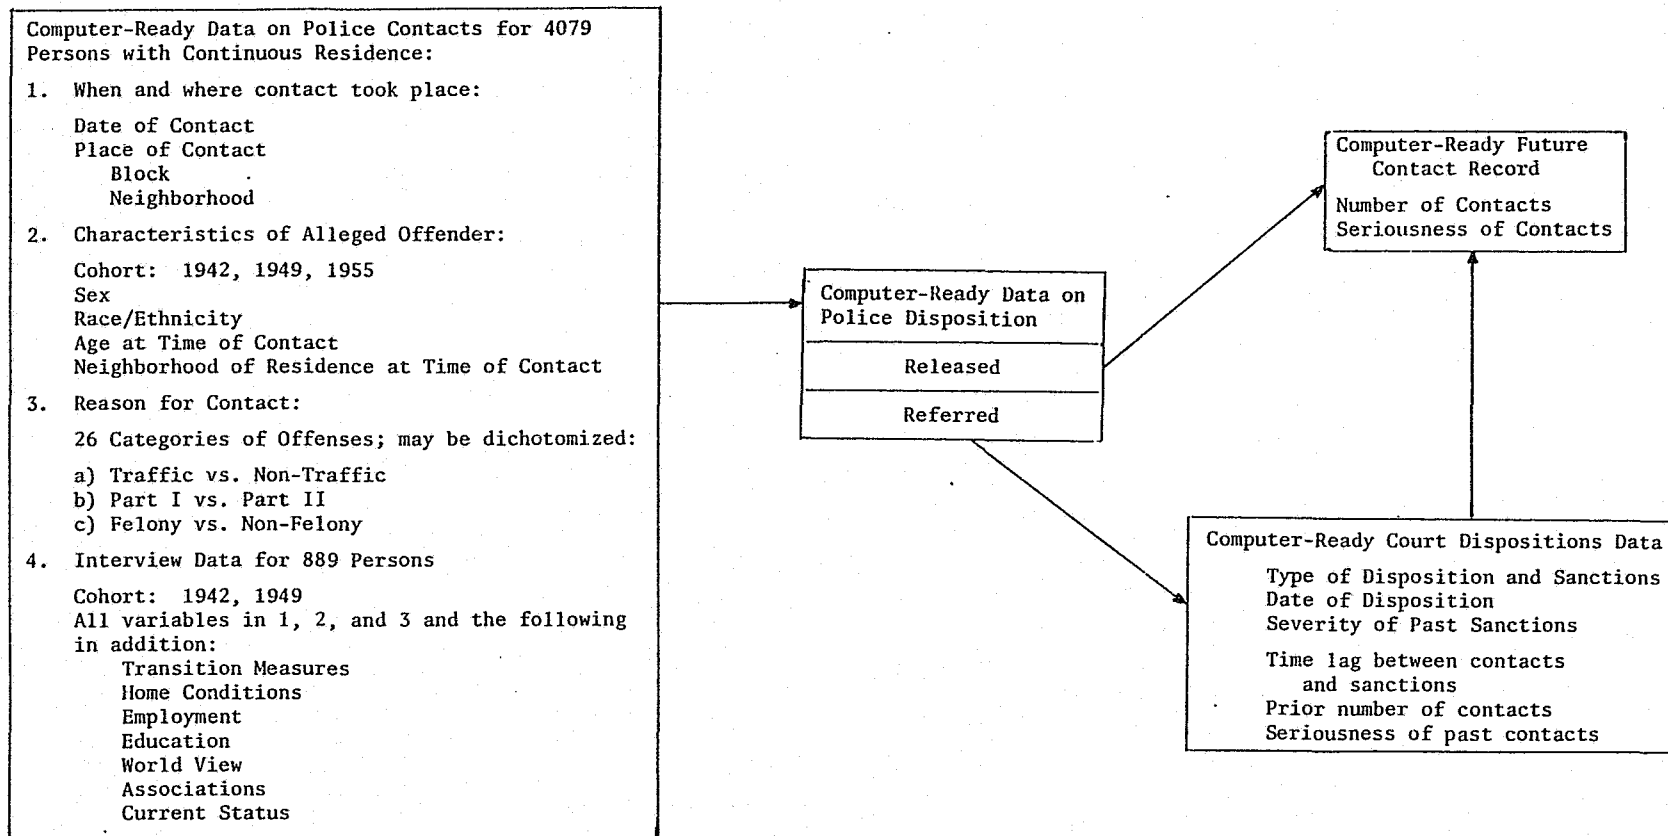 Computer-Ready Data on Police Contacts for 4079
Persons with Continuous Residence:
1. When and where contact took place:
Date of Contact
Place of Contact
Block
Neighborhood
2. Characteristics of Alleged Offender:
Cohort: 1942, 1949, 1955
Sex
Race/Ethnicity
Age at Time of Contact
Neighborhood of Residence at Time of Contact
3. Reason for Contact:
26 Categories of Offenses; may be dichotomized:
a) Traffic vs. Non-Traffic
b) Part I vs. Part II
c) Felony vs. Non-Felony
4. Interview Data for 889 Persons
Cohort: 1942, 1949
All variables in 1, 2, and 3 and the following
in addition:
Transition Measures
Home Conditions
Employment
Education
World View
Associations
Current Status
Computer-Ready Data on
Police Disposition
Released
Referred
Computer-Ready Future
Contact Record
Number of Contacts
Seriousness of Contacts
Computer-Ready Court Dispositions Data
Type of Disposition and Sanctions
Date of Disposition
Severity of Past Sanctions
Time lag between contacts
and sanctions
Prior number of contacts
Seriousness of past contacts